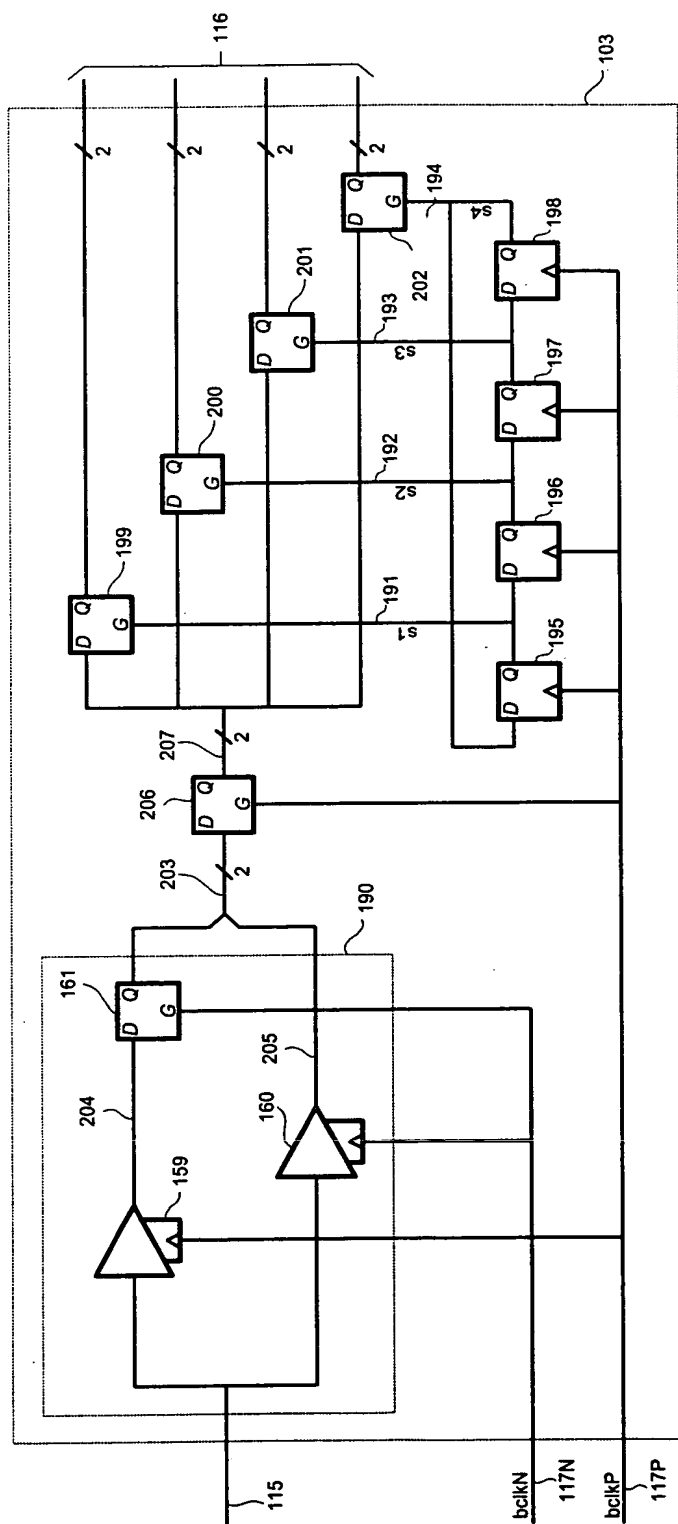 116
103
2
2
2
2
D Q G
199
D Q G
200
D Q G
201
D Q G
202
194
s4
193
s3
192
s2
191
s1
D Q
195
D Q
196
D Q
197
D Q
198
207
2
D Q G
206
203
2
190
161
D Q G
204
205
159
160
115
bclkN
117N
bclkP
117P